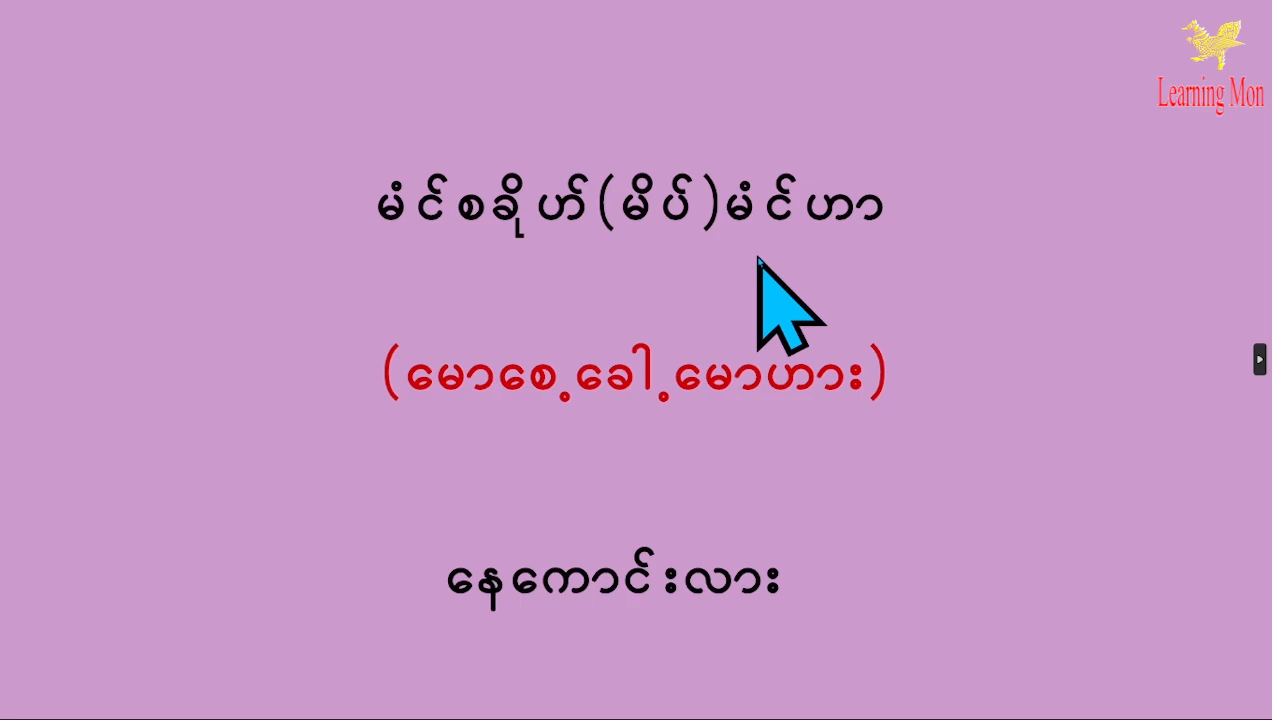 Learning Mon
မံင်စခိုဟ်(မိပ်)မံင်ဟာ
(မောစေ့ခေါ့မောဟား)
နေကောင်းလား